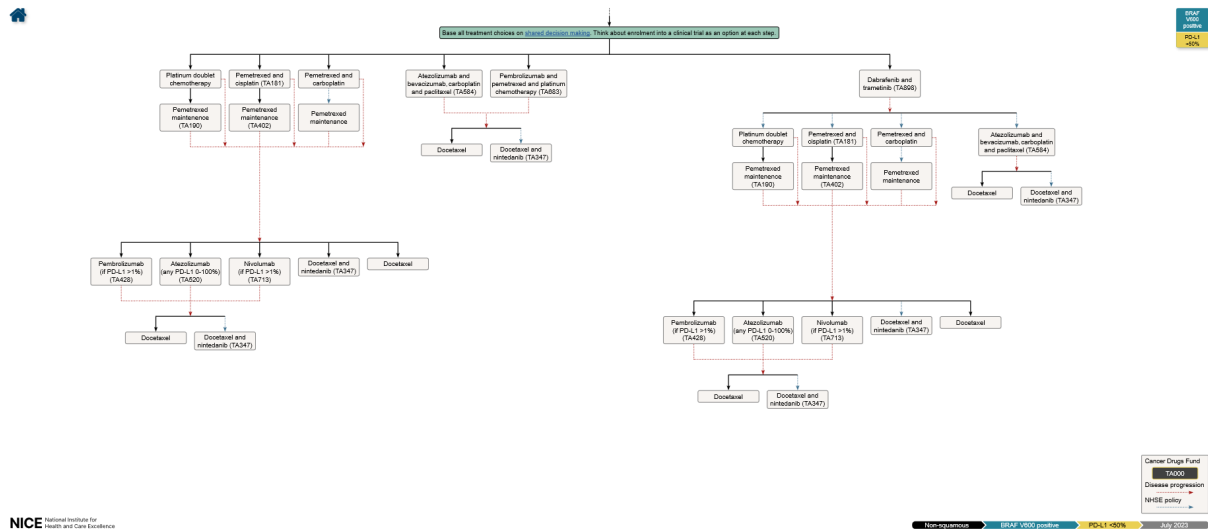 Base all treatment choices on shared decision making. Think about enrolment into a clinical trial as an option at each step.
BRAF
V600
positive
PD-L1
<50%
Platinum doublet
chemotherapy
Pemetrexed and
cisplatin (TA181)
Pemetrexed and
carboplatin
Atezolizumab and
bevacizumab, carboplatin
and paclitaxel (TA584)
Pembrolizumab and
pemetrexed and platinum
chemotherapy (TA683)
Dabrafenib and
trametinib (TA898)
Pemetrexed
maintenence
(TA190)
Pemetrexed
maintenance
(TA402)
Pemetrexed
maintenance
Docetaxel
Docetaxel and
nintedanib (TA347)
Platinum doublet
chemotherapy
Pemetrexed and
cisplatin (TA181)
Pemetrexed and
carboplatin
Atezolizumab and
bevacizumab, carboplatin
and paclitaxel (TA584)
Pemetrexed
maintenence
(TA190)
Pemetrexed
maintenance
(TA402)
Pemetrexed
maintenance
Docetaxel
Docetaxel and
nintedanib (TA347)
Pembrolizumab
(if PD-L1 >1%)
(TA428)
Atezolizumab
(any PD-L1 0-100%)
(TA520)
Nivolumab
(if PD-L1 >1%)
(TA713)
Docetaxel and
nintedanib (TA347)
Docetaxel
Docetaxel
Docetaxel and
nintedanib (TA347)
Pembrolizumab
(if PD-L1 >1%)
(TA428)
Atezolizumab
(any PD-L1 0-100%)
(TA520)
Nivolumab
(if PD-L1 >1%)
(TA713)
Docetaxel and
nintedanib (TA347)
Docetaxel
Docetaxel
Docetaxel and
nintedanib (TA347)
Cancer Drugs Fund
TA000
Disease progression
NHSE policy
NICE National Institute for
Health and Care Excellence
Non-squamous
BRAF V600 positive
PD-L1 <50%
July 2023